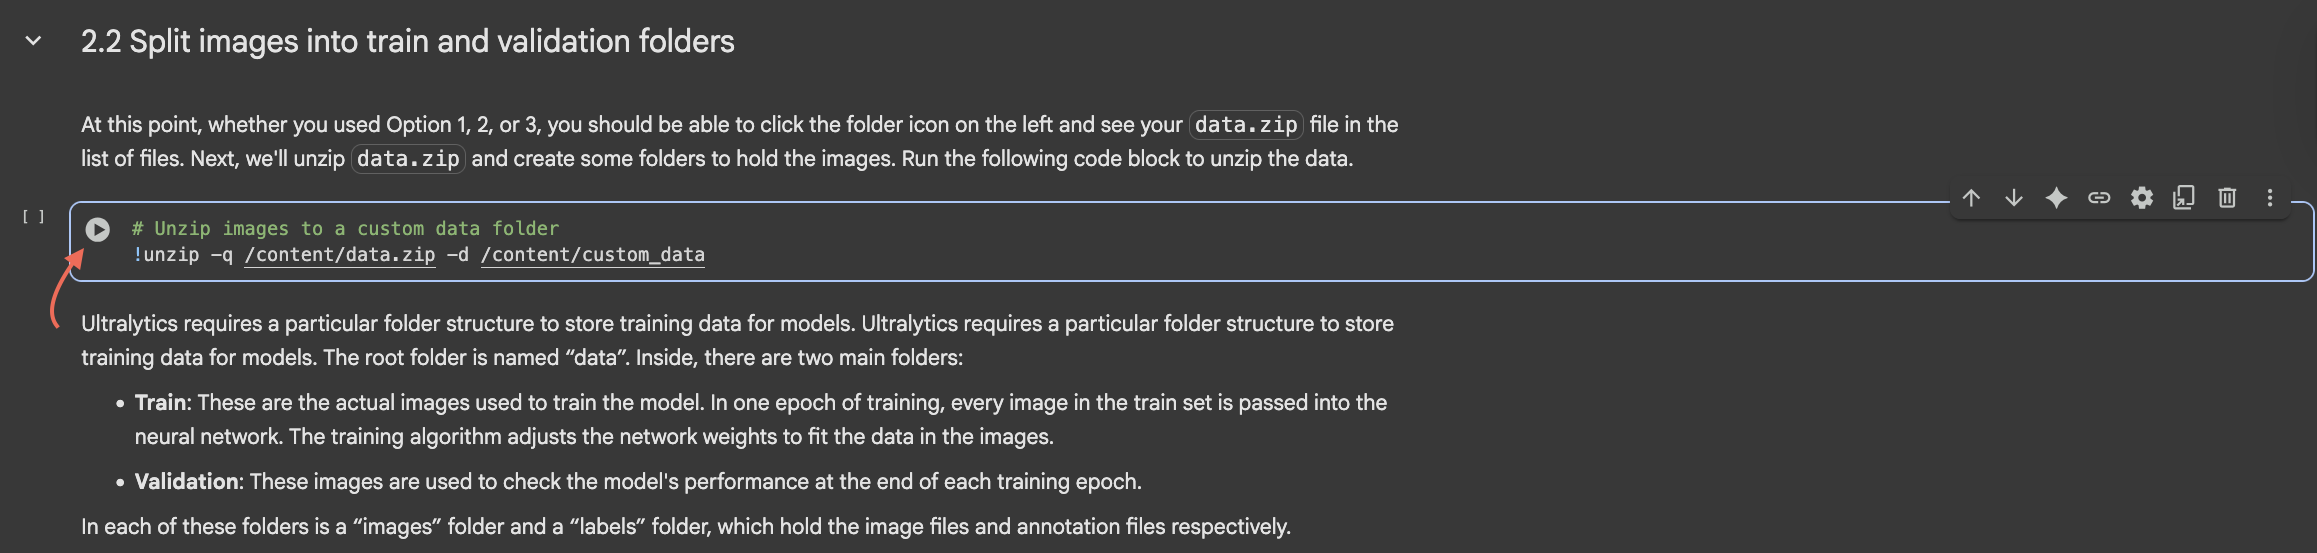 2.2 Split images into train and validation folders
At this point, whether you used Option 1, 2, or 3, you should be able to click the folder icon on the left and see your data.zip file in the
list of files. Next, we'll unzip data.zip and create some folders to hold the images. Run the following code block to unzip the data.
[ ]
# Unzip images to a custom data folder
!unzip -q /content/data.zip -d /content/custom_data
Ultralytics requires a particular folder structure to store training data for models. Ultralytics requires a particular folder structure to store
training data for models. The root folder is named “data”. Inside, there are two main folders:
• Train: These are the actual images used to train the model. In one epoch of training, every image in the train set is passed into the
neural network. The training algorithm adjusts the network weights to fit the data in the images.
• Validation: These images are used to check the model's performance at the end of each training epoch.
In each of these folders is a “images” folder and a “labels” folder, which hold the image files and annotation files respectively.